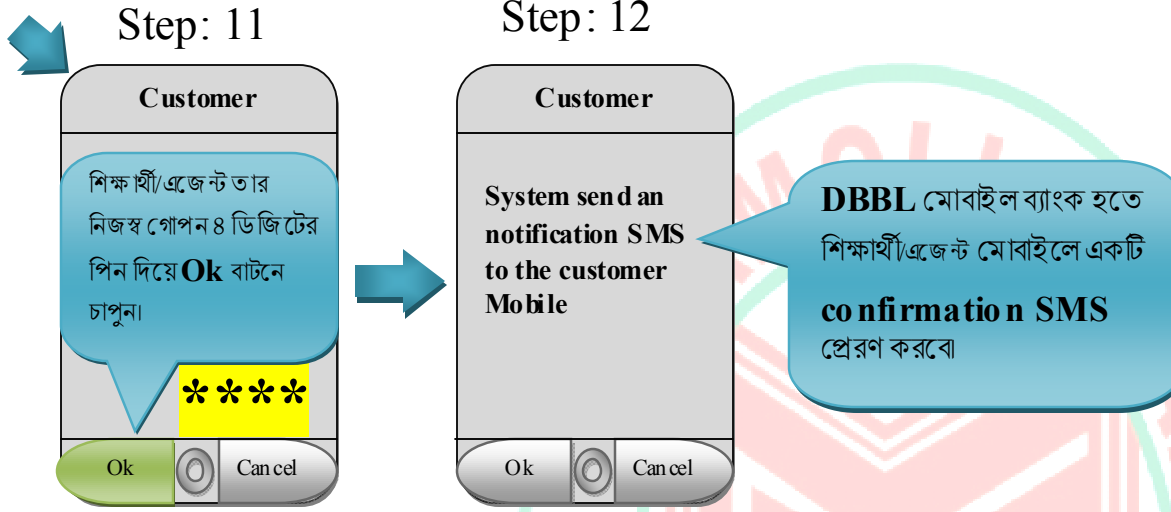 Step: 11
Customer
শিক্ষার্থী/এজেন্ট তার
নিজস্ব গোপন ৪ ডিজিটের
পিন দিয়ে Ok বাটনে
চাপুন।
****
Ok
Cancel
Step: 12
Customer
System send an
notification SMS
to the customer
Mobile
Ok
Cancel
DBBL মোবাইল ব্যাংক হতে
শিক্ষার্থী/এজেন্ট মোবাইলে একটি
confirmation SMS
প্রেরণ করবে।